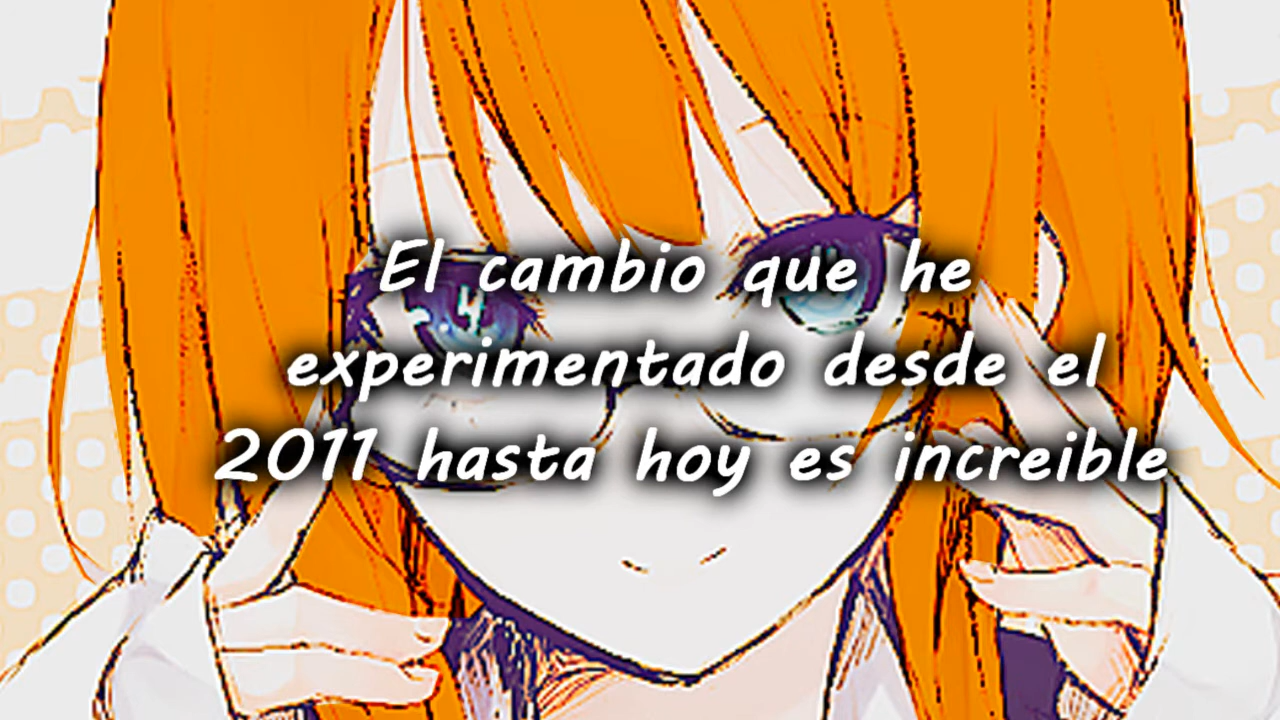 El cambio que he
experimentado desde el
2011 hasta hoy es increible